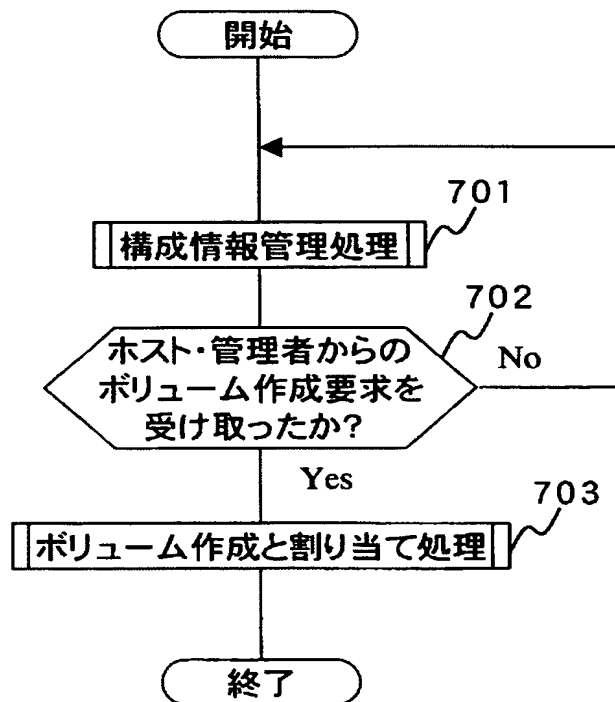 開始
701
構成情報管理処理
702
ホスト・管理者からの
ボリューム作成要求を
受け取ったか?
No
Yes
703
ボリューム作成と割り当て処理
終了